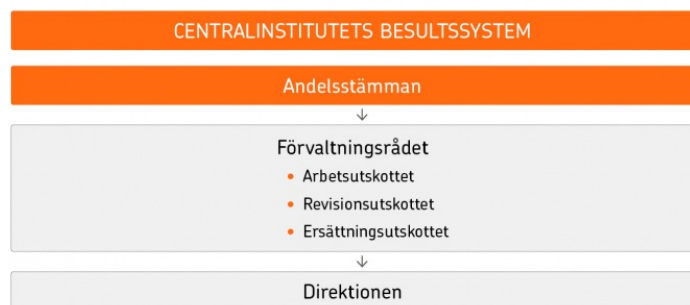 CENTRALINSTITUTETS BESULTSSYSTEM
Andelsstämman
↓
Förvaltningsrådet
• Arbetsutskottet
• Revisionsutskottet
• Ersättningsutskottet
↓
Direktionen